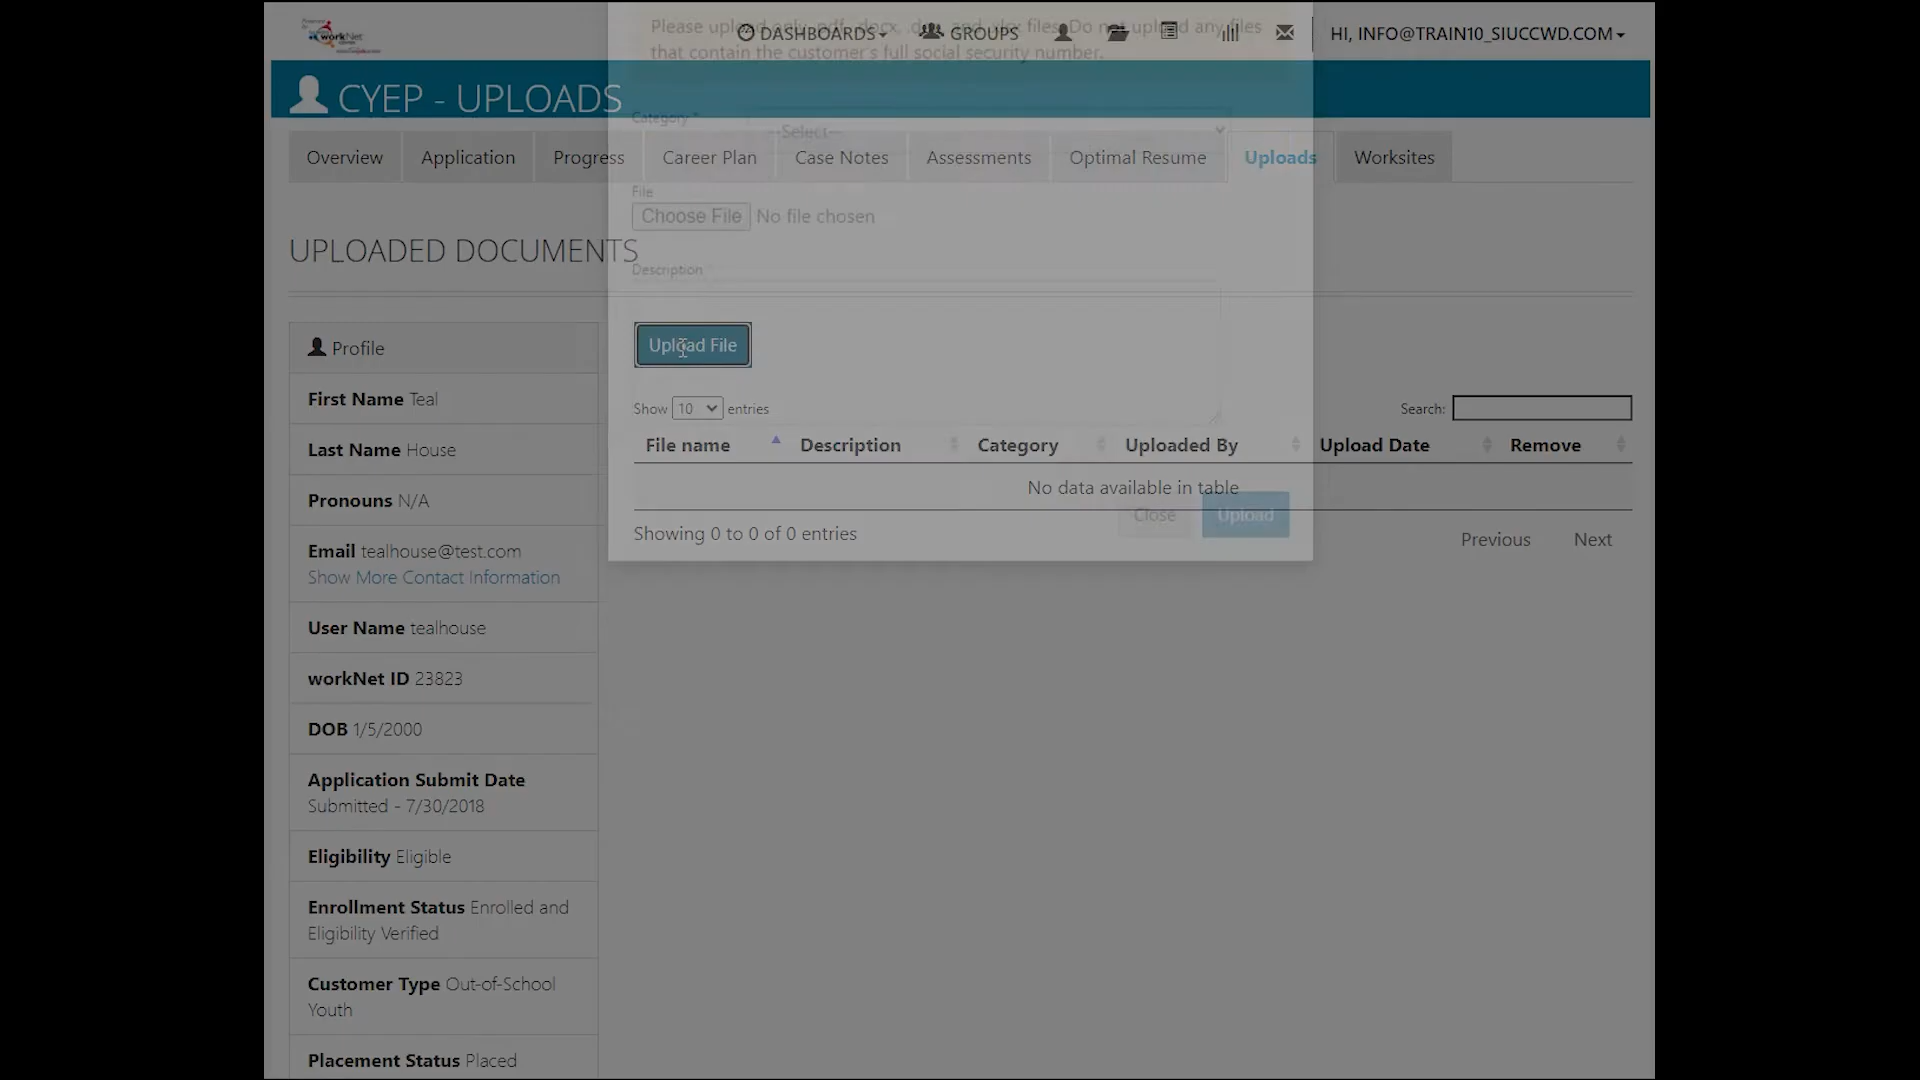 workNet
DASHBOARDS
GROUPS
HI, INFO@TRAIN10_SIUCCWD.COM
Please upload only .pdf, .docx, .doc, and .xlsx files. Do not upload any files
that contain the customer's full social security number.
CYEP - UPLOADS
Category *
--Select--
Overview
Application
Progress
Career Plan
Case Notes
Assessments
Optimal Resume
Uploads
Worksites
File
Choose File No file chosen
UPLOADED DOCUMENTS
Description *
Upload File
Show 10 entries
Search:
File name
Description
Category
Uploaded By
Upload Date
Remove
No data available in table
Close
Upload
Showing 0 to 0 of 0 entries
Previous
Next
Profile
First Name Teal
Last Name House
Pronouns N/A
Email tealhouse@test.com
Show More Contact Information
User Name tealhouse
workNet ID 23823
DOB 1/5/2000
Application Submit Date
Submitted - 7/30/2018
Eligibility Eligible
Enrollment Status Enrolled and
Eligibility Verified
Customer Type Out-of-School
Youth
Placement Status Placed